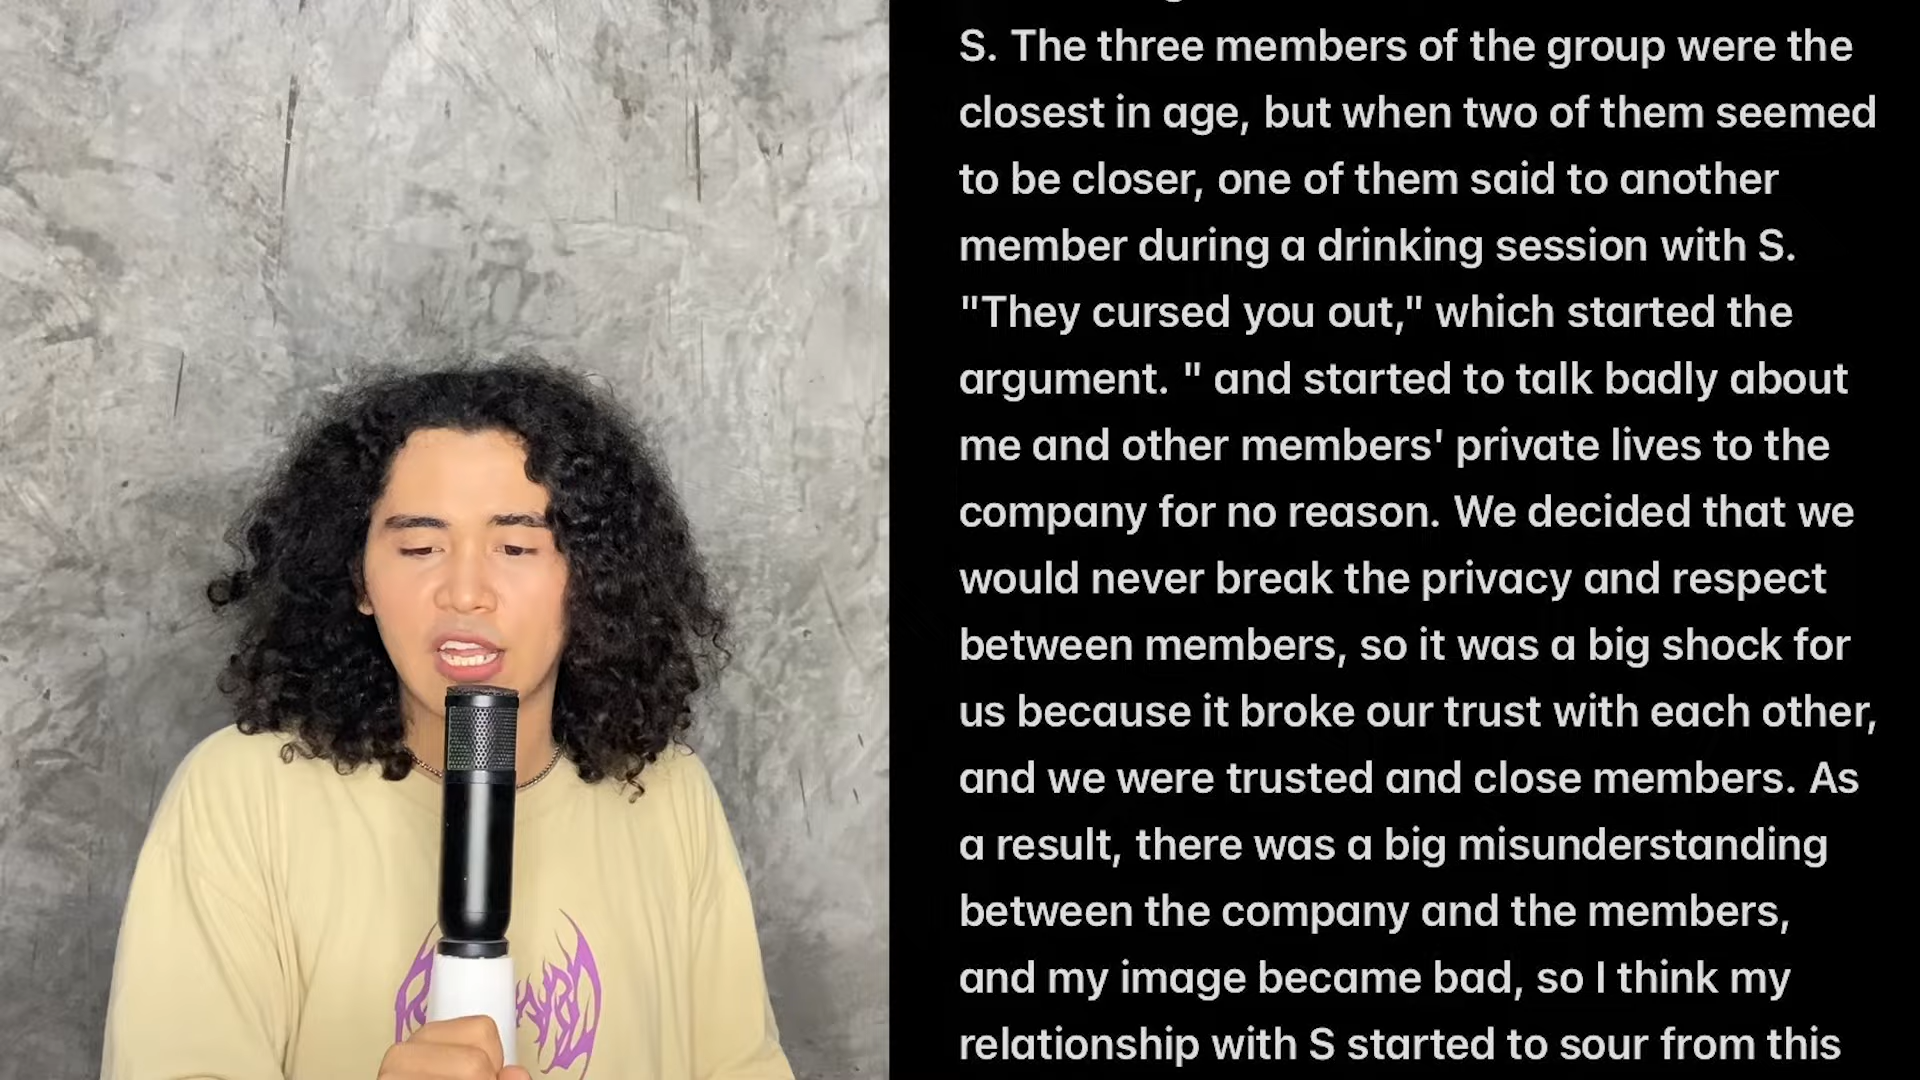 S. The three members of the group were the
closest in age, but when two of them seemed
to be closer, one of them said to another
member during a drinking session with S.
"They cursed you out," which started the
argument. " and started to talk badly about
me and other members' private lives to the
company for no reason. We decided that we
would never break the privacy and respect
between members, so it was a big shock for
us because it broke our trust with each other,
and we were trusted and close members. As
a result, there was a big misunderstanding
between the company and the members,
and my image became bad, so I think my
relationship with S started to sour from this